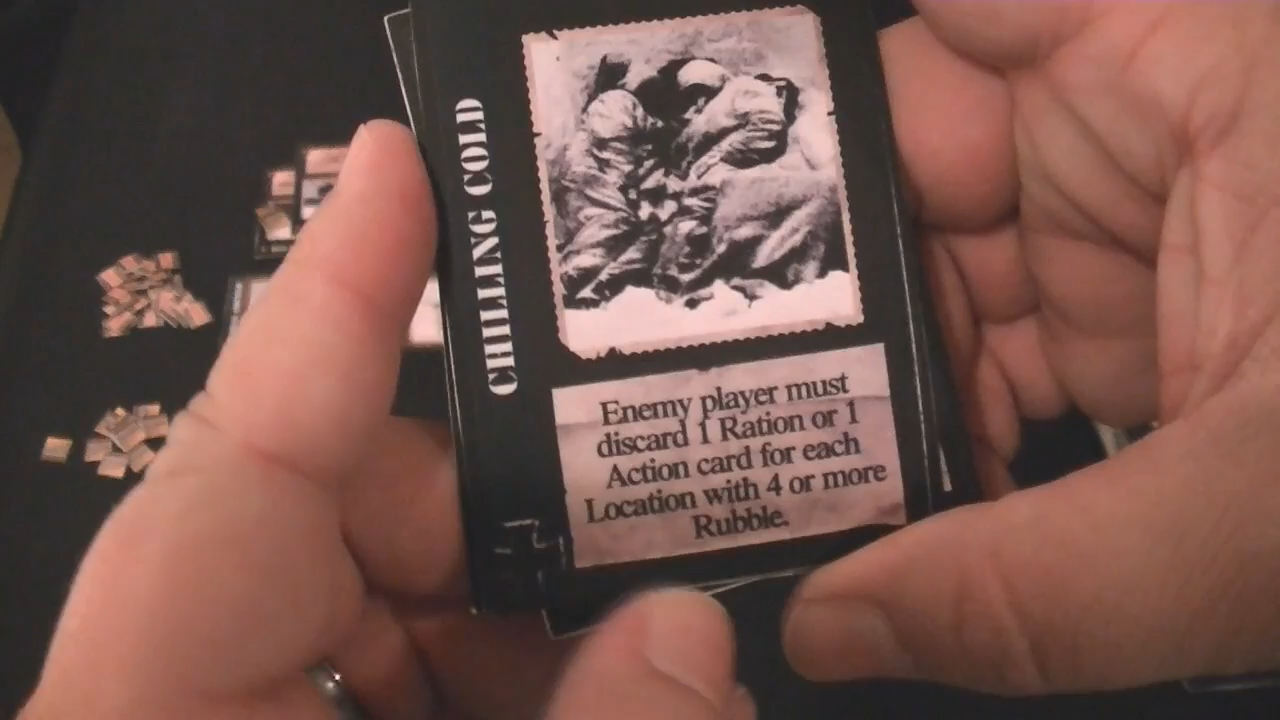 CHILLING COLD
Enemy player must
discard 1 Ration or 1
Action card for each
Location with 4 or more
Rubble.